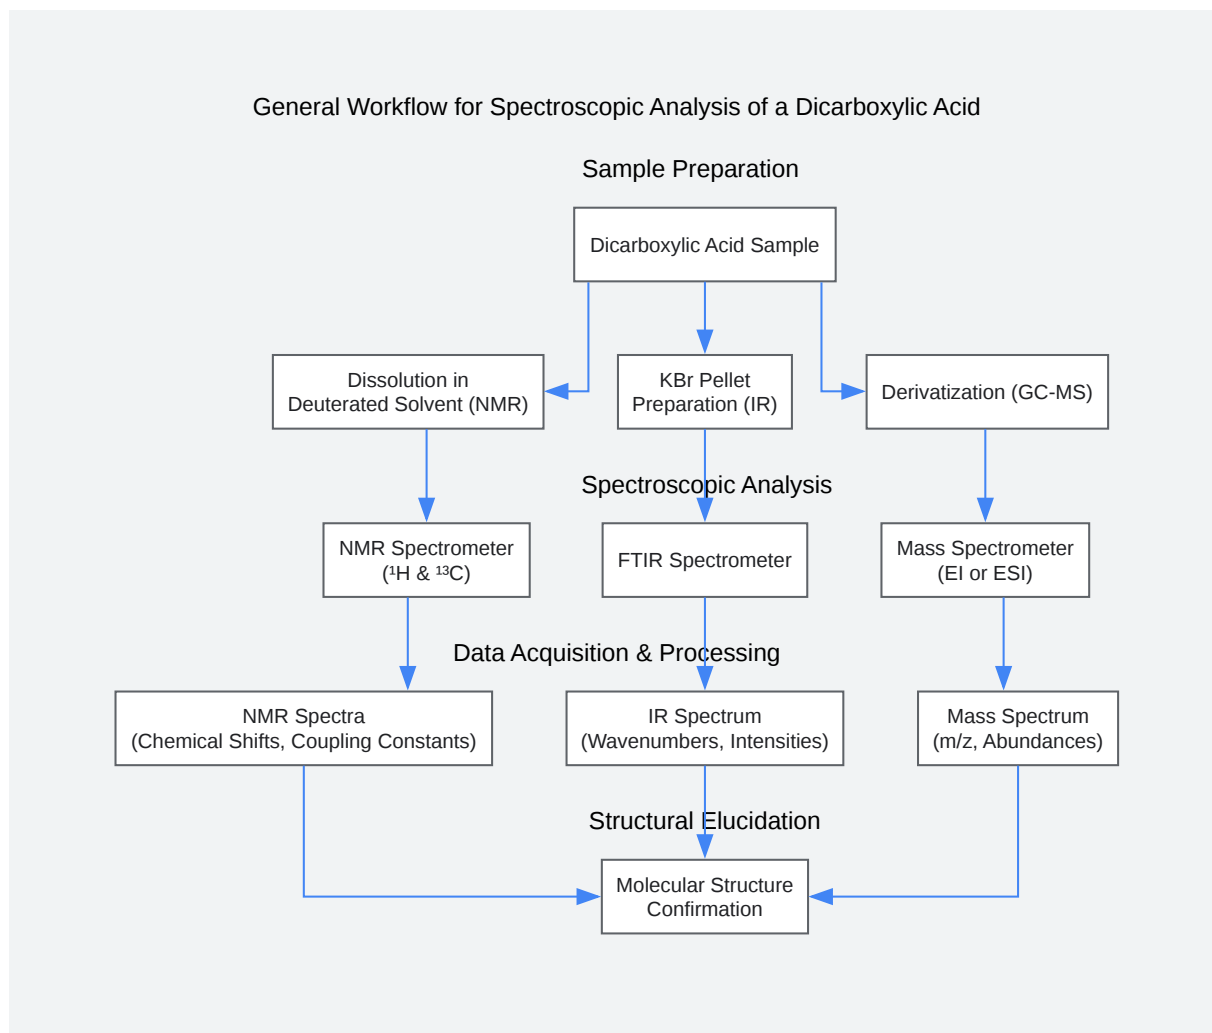 General Workflow for Spectroscopic Analysis of a Dicarboxylic Acid
Sample Preparation
Dicarboxylic Acid Sample
Dissolution in
Deuterated Solvent (NMR)
KBr Pellet
Preparation (IR)
Derivatization (GC-MS)
Spectroscopic Analysis
NMR Spectrometer
(¹H & ¹³C)
FTIR Spectrometer
Mass Spectrometer
(EI or ESI)
Data Acquisition & Processing
NMR Spectra
(Chemical Shifts, Coupling Constants)
IR Spectrum
(Wavenumbers, Intensities)
Mass Spectrum
(m/z, Abundances)
Structural Elucidation
Molecular Structure
Confirmation